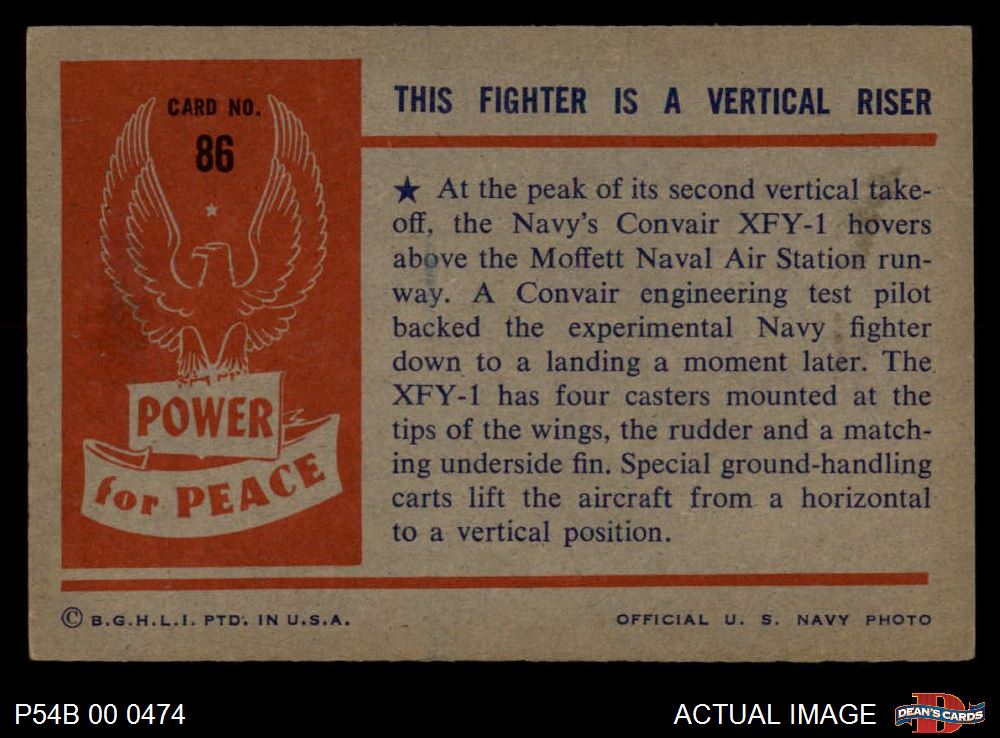 CARD NO.
86
POWER
for PEACE
THIS FIGHTER IS A VERTICAL RISER
★ At the peak of its second vertical take-
off, the Navy's Convair XFY-1 hovers
above the Moffett Naval Air Station run-
way. A Convair engineering test pilot
backed the experimental Navy fighter
down to a landing a moment later. The
XFY-1 has four casters mounted at the
tips of the wings, the rudder and a match-
ing underside fin. Special ground-handling
carts lift the aircraft from a horizontal
to a vertical position.
© B.G.H.L.I. PTD. IN U.S.A.
OFFICIAL U. S. NAVY PHOTO
P54B 00 0474
ACTUAL IMAGE
DEAN'S CARDS